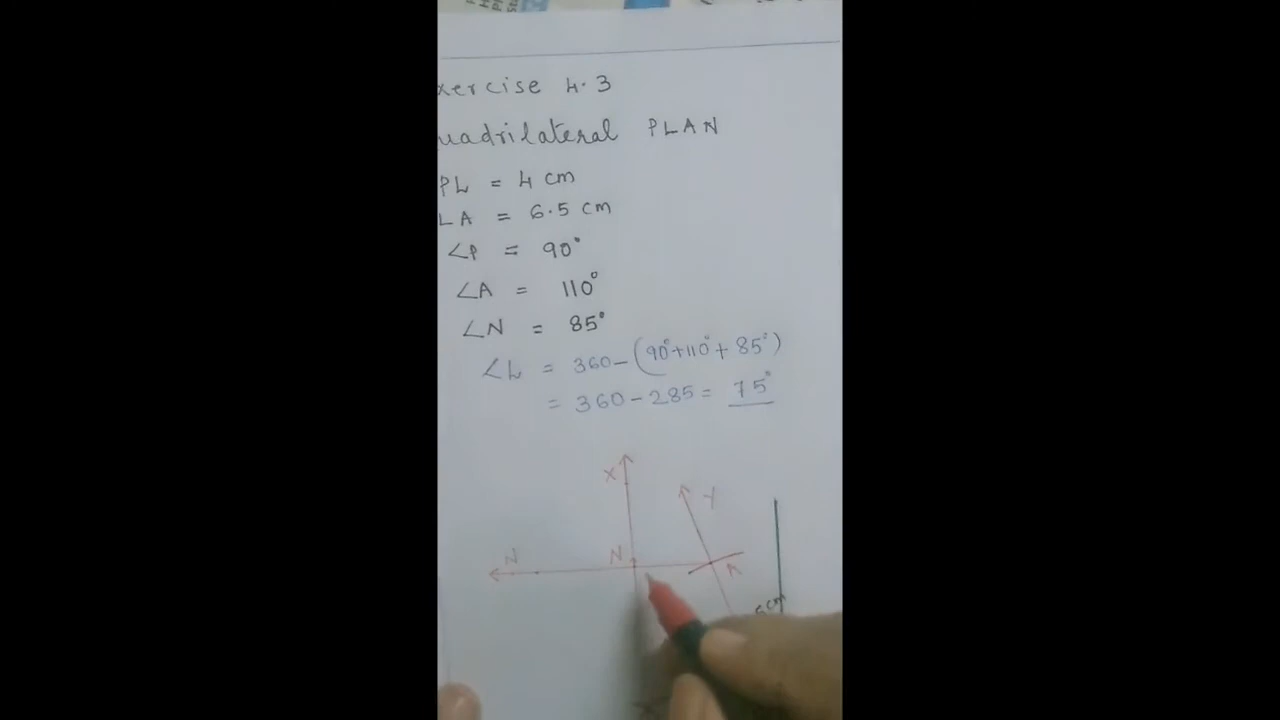 xercise 4.3
uadrilateral PLAN
PL = 4 cm
LA = 6.5 cm
∠P = 90°
∠A = 110°
∠N = 85°
∠L = 360-(90°+110°+85°)
= 360-285= 75°
X
Y
N
N
A
cm